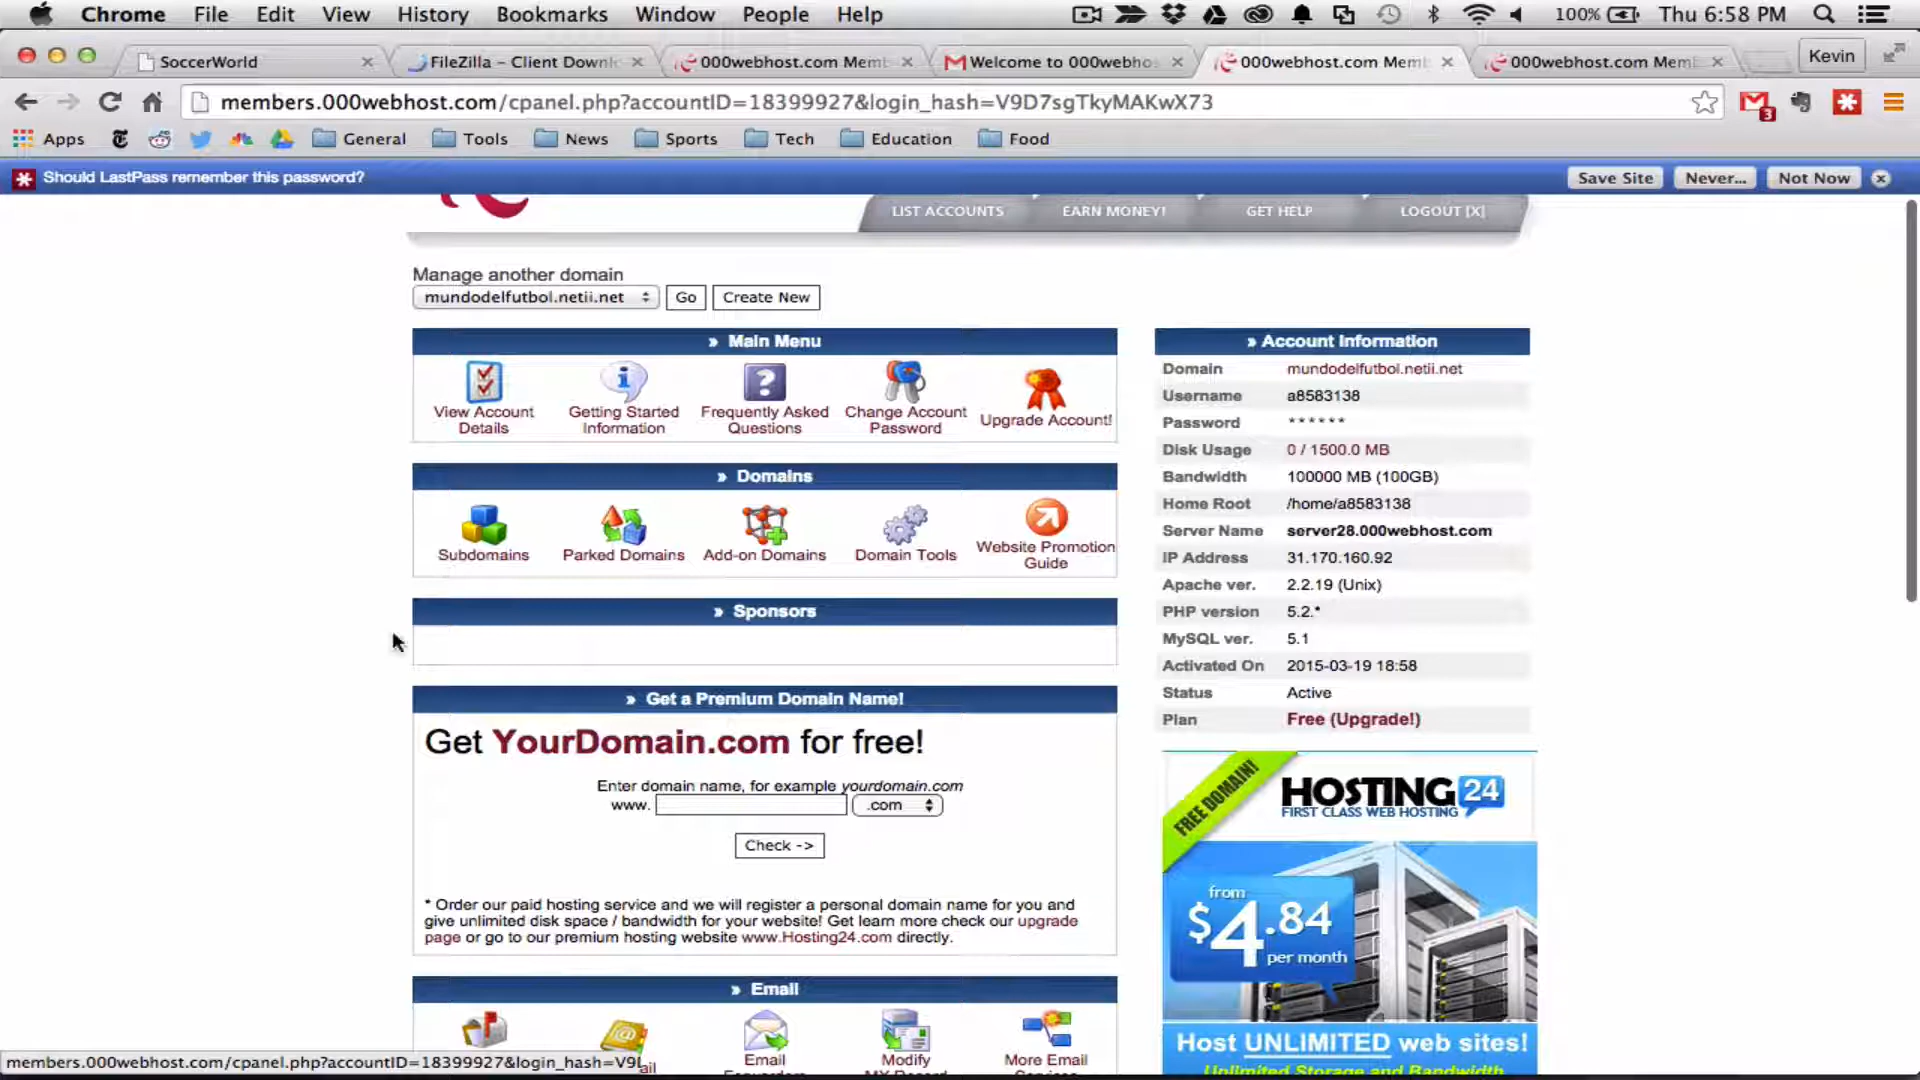 Chrome File Edit View History Bookmarks Window People Help 100% Thu 6:58 PM
SoccerWorld FileZilla - Client Downl 000webhost.com Memb Welcome to 000webhos 000webhost.com Memb 000webhost.com Memb Kevin
members.000webhost.com/cpanel.php?accountID=18399927&login_hash=V9D7sgTkyMAKwX73 3
Apps General Tools News Sports Tech Education Food
Should LastPass remember this password? Save Site Never... Not Now
LIST ACCOUNTS EARN MONEY! GET HELP LOGOUT [X]
Manage another domain
mundodelfutbol.netii.net Go Create New
» Main Menu
View Account Details
Getting Started Information
Frequently Asked Questions
Change Account Password
Upgrade Account!
» Domains
Subdomains
Parked Domains
Add-on Domains
Domain Tools
Website Promotion Guide
» Sponsors
» Get a Premium Domain Name!
Get YourDomain.com for free!
Enter domain name, for example yourdomain.com
www. .com
Check ->
* Order our paid hosting service and we will register a personal domain name for you and
give unlimited disk space / bandwidth for your website! Get learn more check our upgrade
page or go to our premium hosting website www.Hosting24.com directly.
» Email
Email
Modify
More Email
» Account Information
Domain mundodelfutbol.netii.net
Username a8583138
Password ******
Disk Usage 0 / 1500.0 MB
Bandwidth 100000 MB (100GB)
Home Root /home/a8583138
Server Name server28.000webhost.com
IP Address 31.170.160.92
Apache ver. 2.2.19 (Unix)
PHP version 5.2.*
MySQL ver. 5.1
Activated On 2015-03-19 18:58
Status Active
Plan Free (Upgrade!)
FREE DOMAIN!
HOSTING 24
FIRST CLASS WEB HOSTING
from
$4.84
per month
Host UNLIMITED web sites!
Unlimited Storage and Bandwidth
members.000webhost.com/cpanel.php?accountID=18399927&login_hash=V9